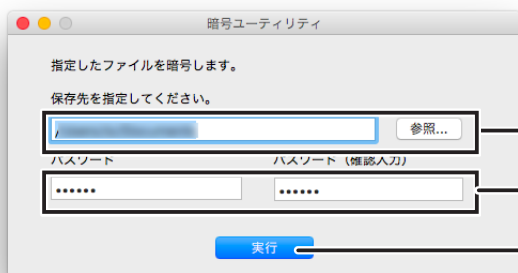 暗号ユーティリティ
指定したファイルを暗号します。
保存先を指定してください。
/
参照...
パスワード パスワード（確認入力）
•••••• ••••••
実行